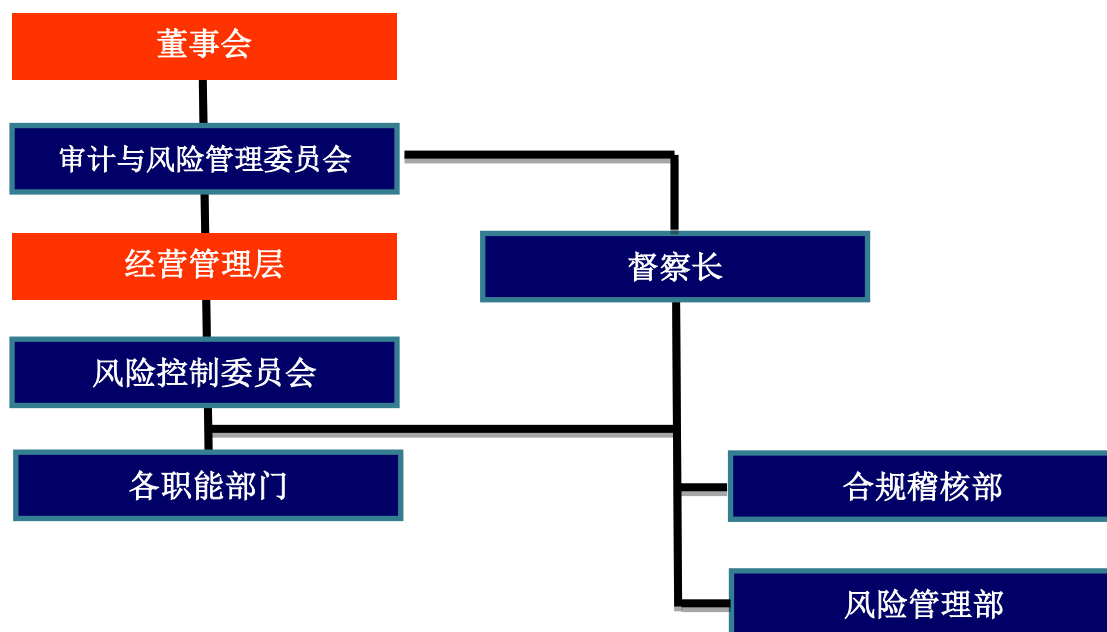 董事会
审计与风险管理委员会
经营管理层
督察长
风险控制委员会
各职能部门
合规稽核部
风险管理部